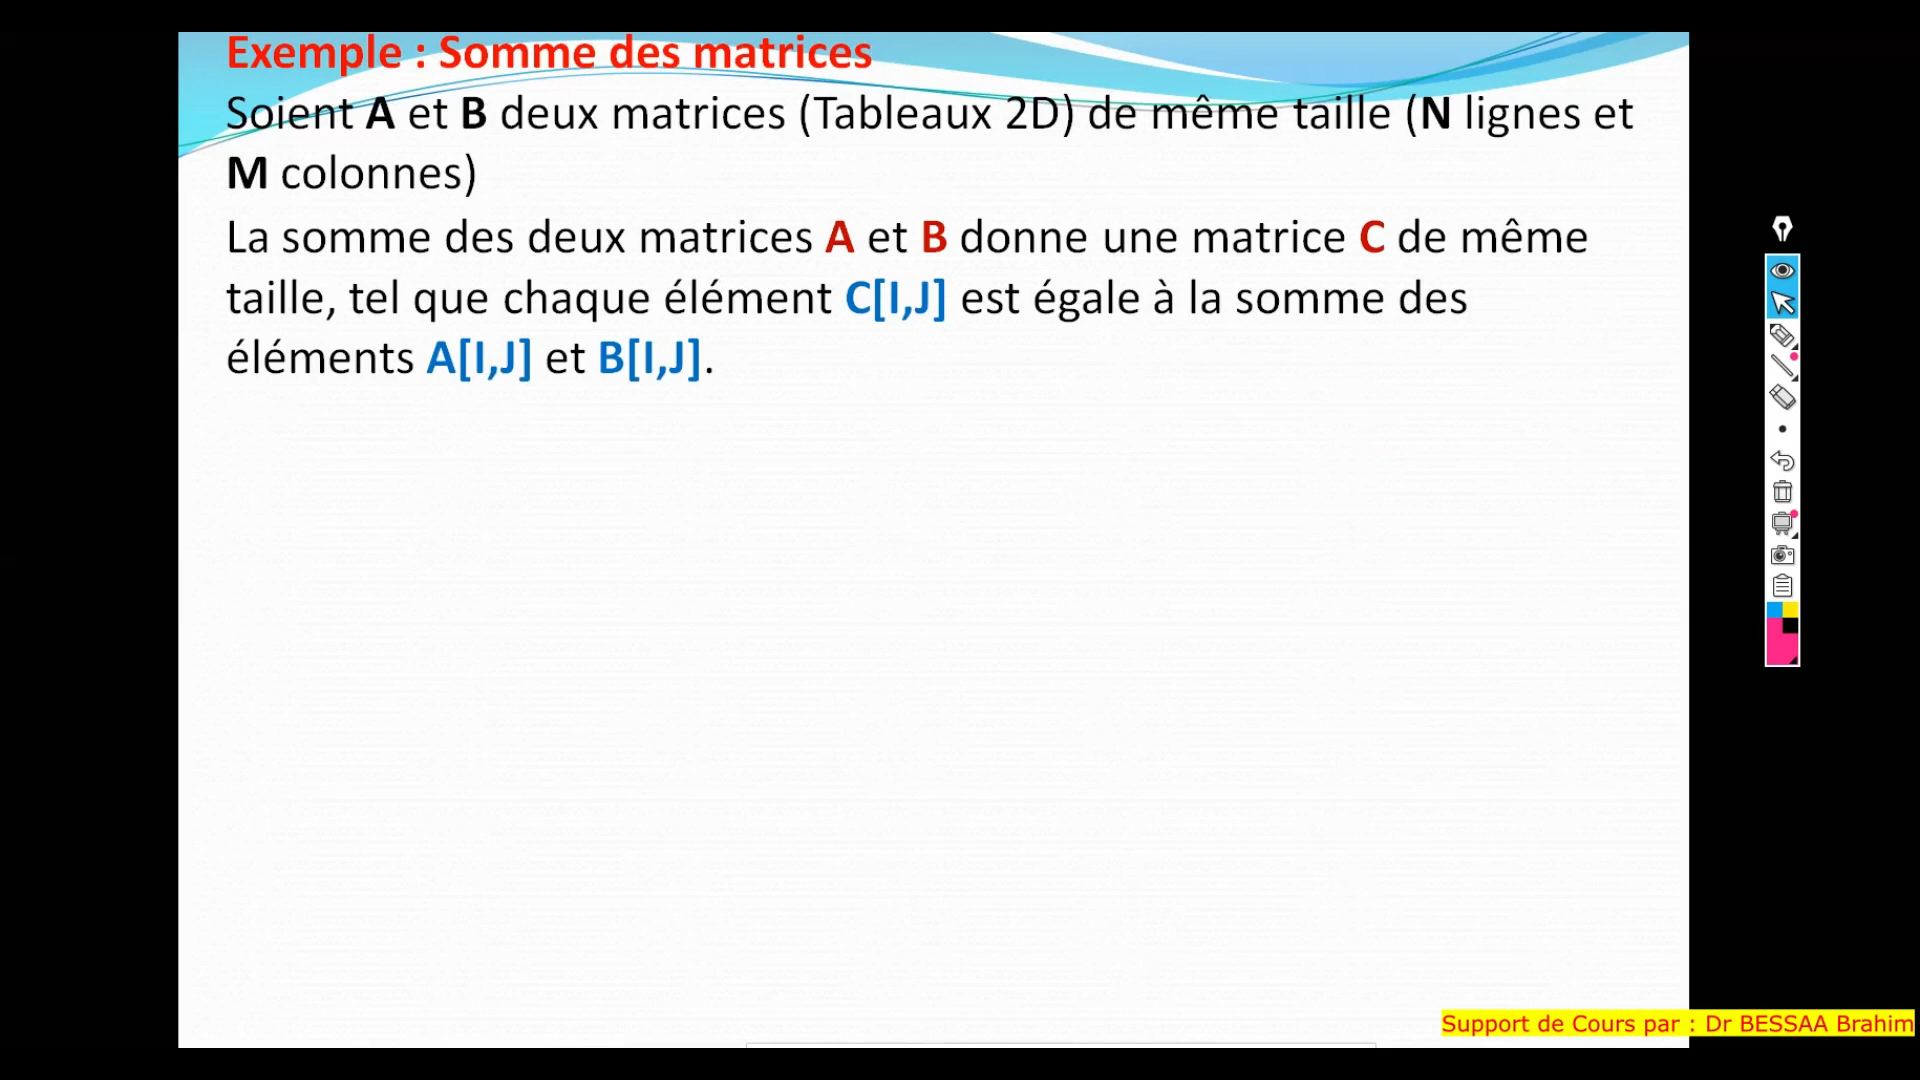 Exemple : Somme des matrices
Soient A et B deux matrices (Tableaux 2D) de même taille (N lignes et
M colonnes)
La somme des deux matrices A et B donne une matrice C de même
taille, tel que chaque élément C[I,J] est égale à la somme des
éléments A[I,J] et B[I,J].
Support de Cours par : Dr BESSAA Brahim